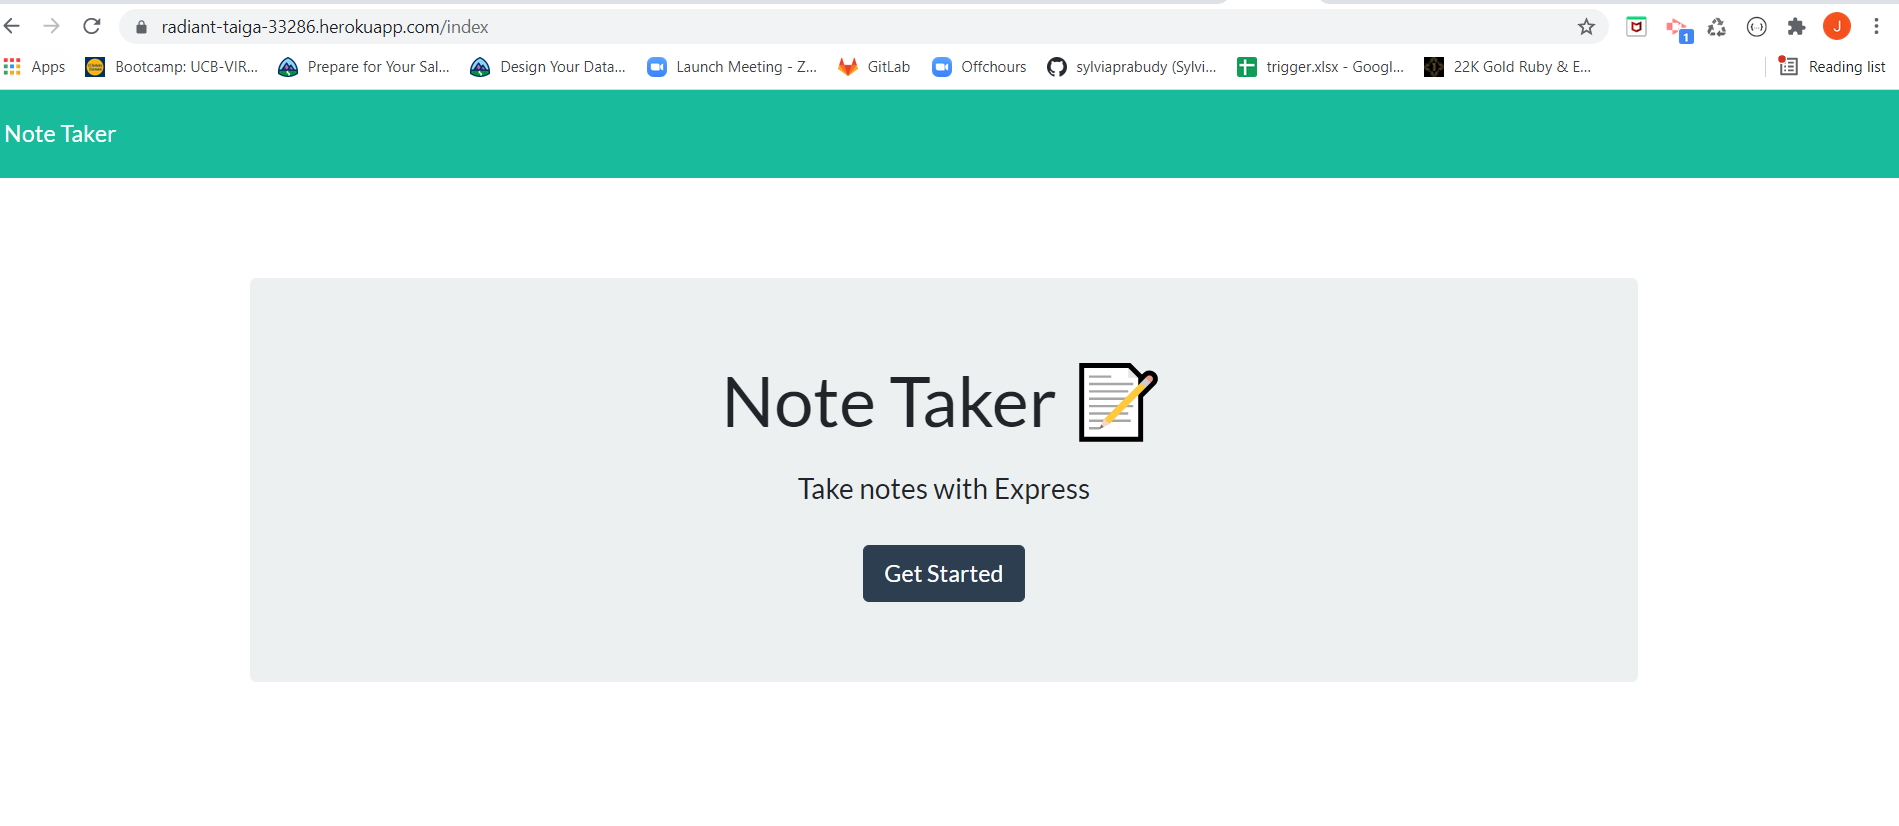 radiant-taiga-33286.herokuapp.com/index
1
J
Apps Bootcamp: UCB-VIR... Prepare for Your Sal... Design Your Data... Launch Meeting - Z... GitLab Offchours sylviaprabudy (Sylvi... trigger.xlsx - Googl... 22K Gold Ruby & E... Reading list
Note Taker
Note Taker
Take notes with Express
Get Started